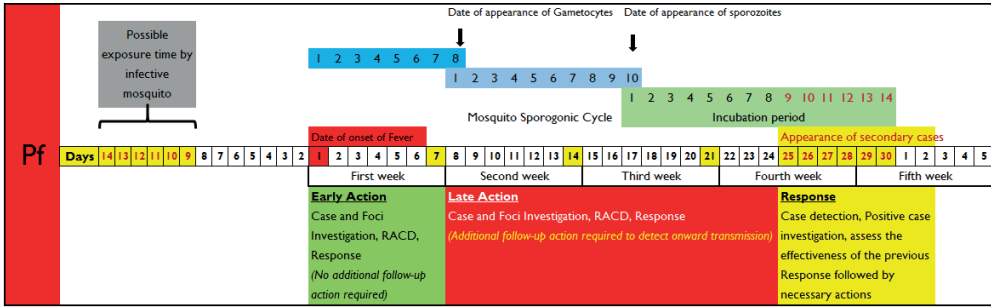 Date of appearance of Gametocytes
Date of appearance of sporozoites
Possible
exposure time by
infective
mosquito
1 2 3 4 5 6 7 8
1 2 3 4 5 6 7 8 9 10
1 2 3 4 5 6 7 8 9 10 11 12 13 14
Mosquito Sporogonic Cycle
Incubation period
Date of onset of Fever
Appearance of secondary cases
Pf
Days 14 13 12 11 10 9 8 7 6 5 4 3 2 1 2 3 4 5 6 7 8 9 10 11 12 13 14 15 16 17 18 19 20 21 22 23 24 25 26 27 28 29 30 1 2 3 4 5
First week Second week Third week Fourth week Fifth week
Early Action
Case and Foci
Investigation, RACD,
Response
(No additional follow-up
action required)
Late Action
Case and Foci Investigation, RACD, Response
(Additional follow-up action required to detect onward transmission)
Response
Case detection, Positive case
investigation, assess the
effectiveness of the previous
Response followed by
necessary actions